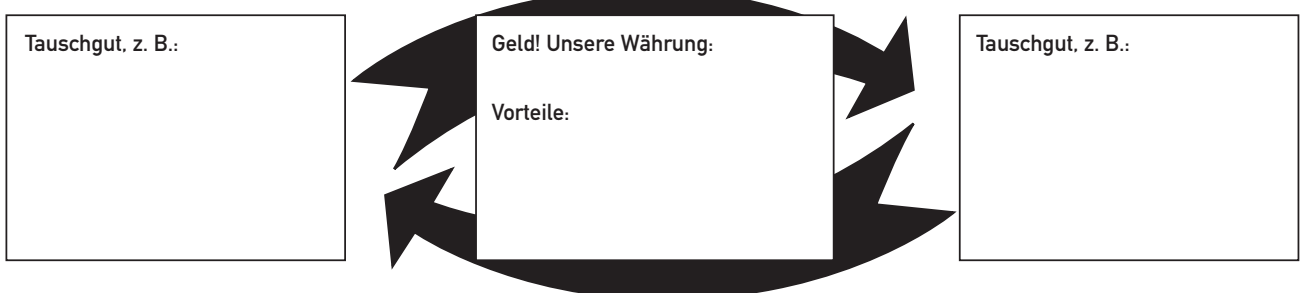 Tauschgut, z. B.:
Geld! Unsere Währung:
Vorteile:
Tauschgut, z. B.: